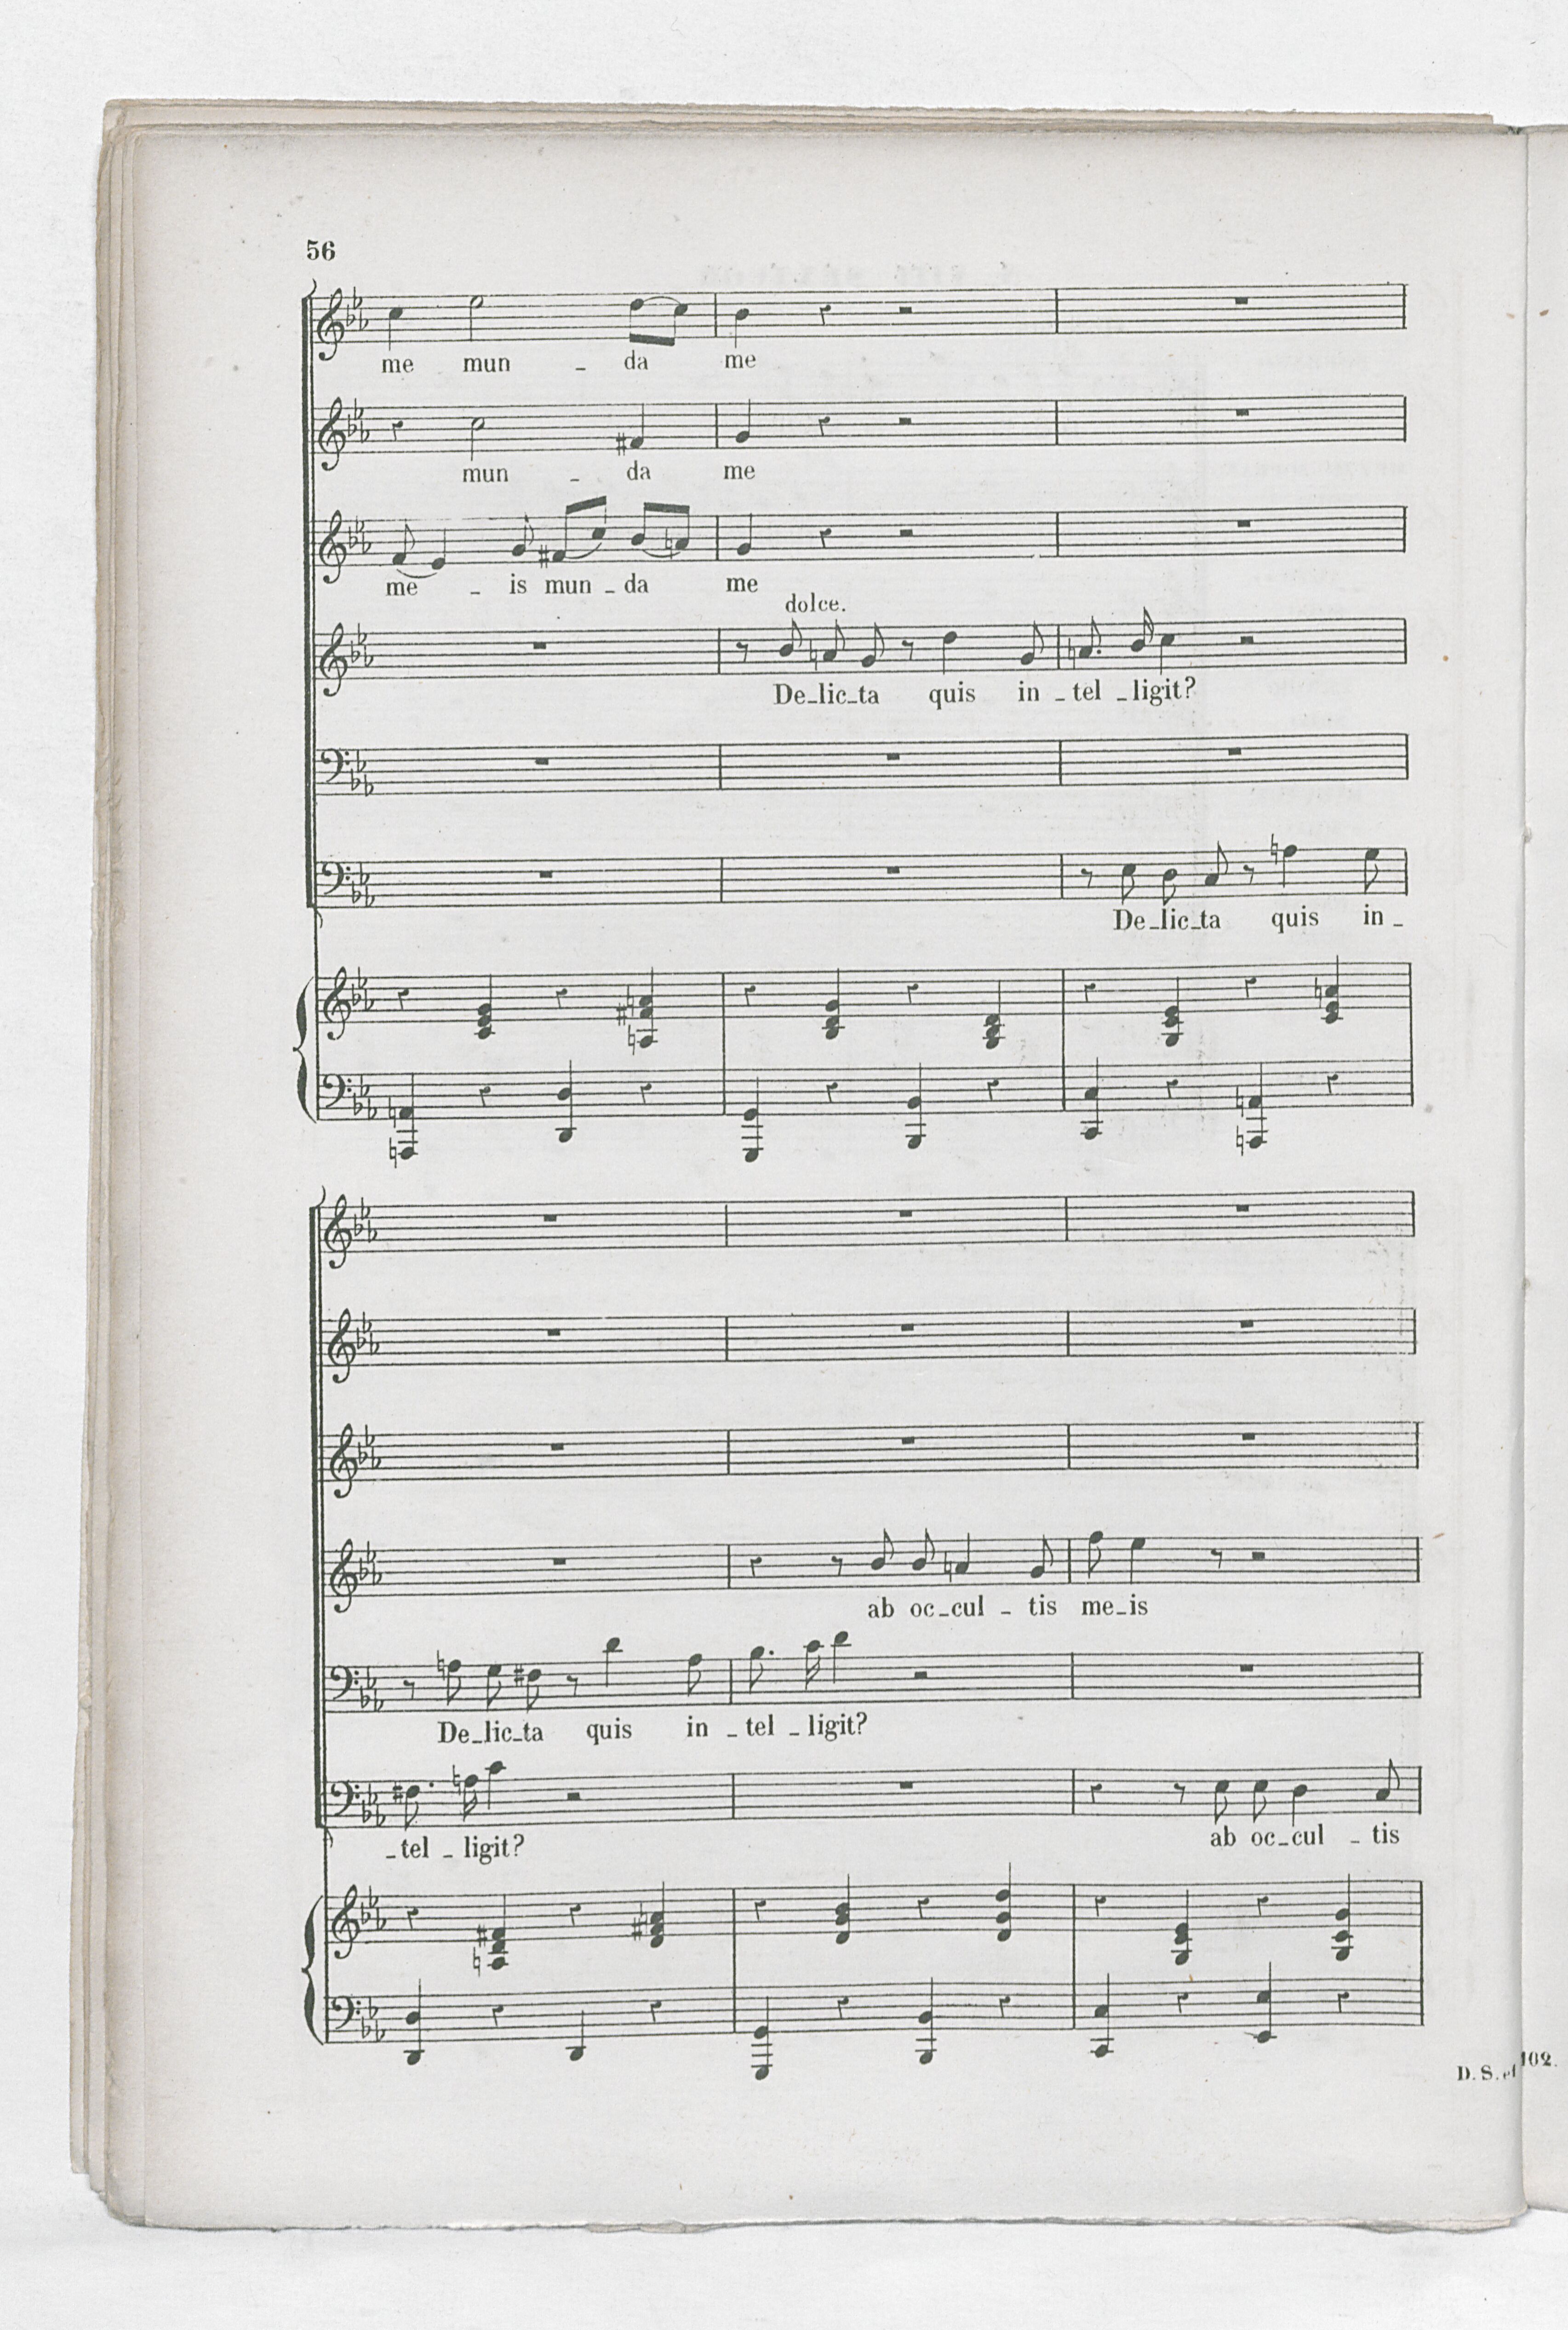 56
me mun _ da me
mun _ da me
me _ is mun _ da me
dolce.
De_lic_ta quis in _ tel _ ligit?
De_lic_ta quis in _
ab oc_cul _ tis me_is
De_lic_ta quis in _ tel _ ligit?
_ tel _ ligit? ab oc_cul _ tis
D. S. et 102.